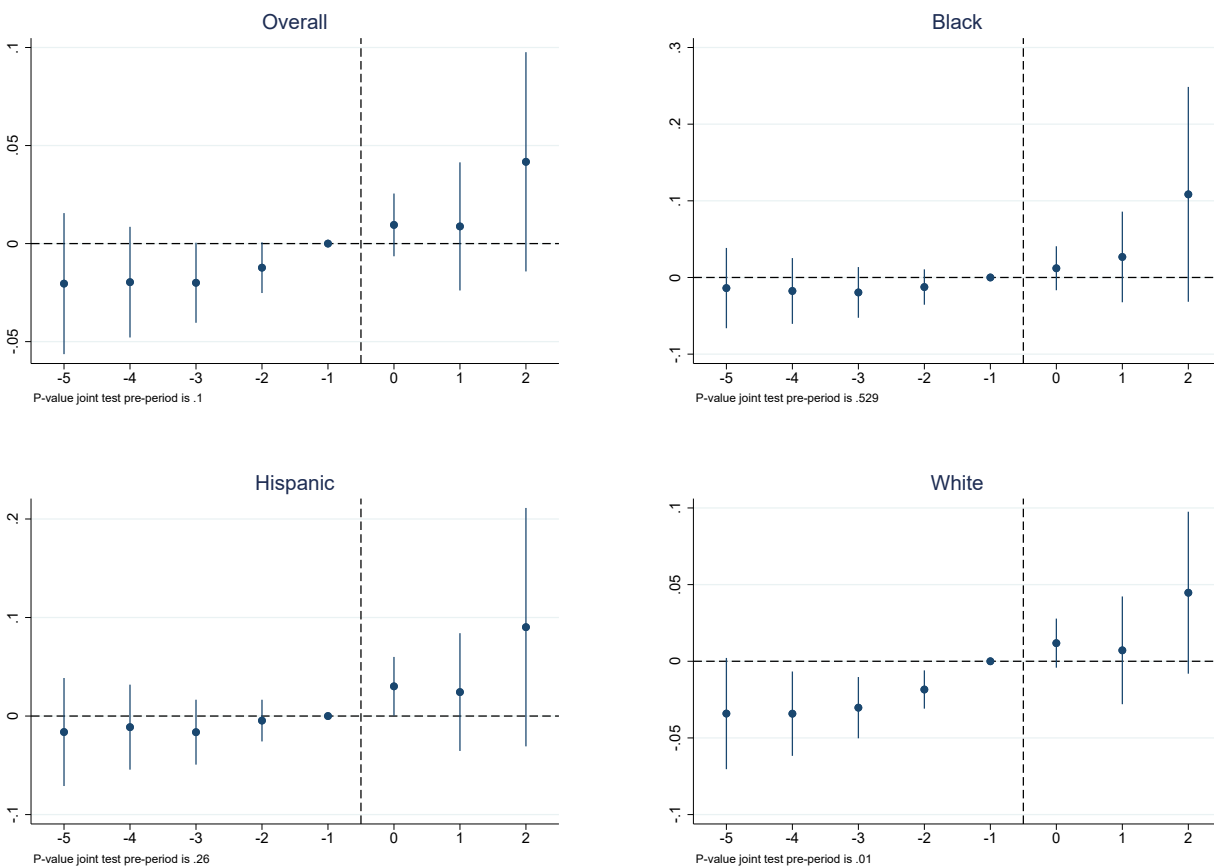 Overall
.1
.05
0
-.05
-5 -4 -3 -2 -1 0 1 2
P-value joint test pre-period is .1
Black
.3
.2
.1
0
-.1
-5 -4 -3 -2 -1 0 1 2
P-value joint test pre-period is .529
Hispanic
.2
.1
0
-.1
-5 -4 -3 -2 -1 0 1 2
P-value joint test pre-period is .26
White
.1
.05
0
-.05
-.1
-5 -4 -3 -2 -1 0 1 2
P-value joint test pre-period is .01